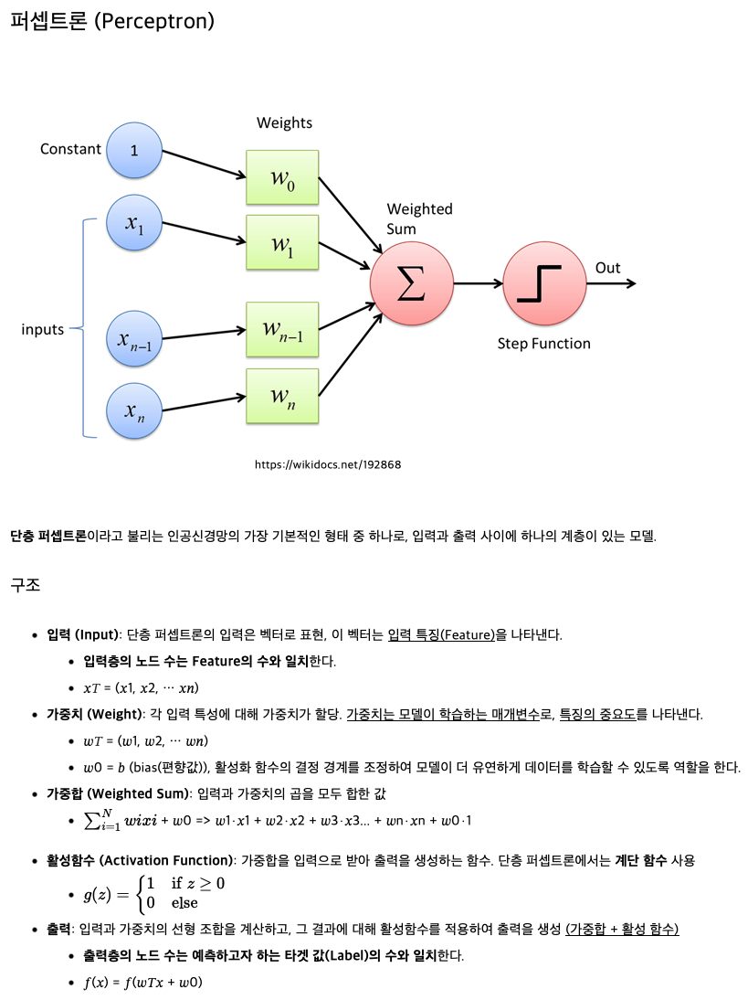 퍼셉트론 (Perceptron)
Weights
Constant
1
w0
x1
w1
Weighted
Sum
∑
Out
inputs
xn−1
wn−1
Step Function
xn
wn
https://wikidocs.net/192868
단층 퍼셉트론이라고 불리는 인공신경망의 가장 기본적인 형태 중 하나로, 입력과 출력 사이에 하나의 계층이 있는 모델.
구조
• 입력 (Input): 단층 퍼셉트론의 입력은 벡터로 표현, 이 벡터는 입력 특징(Feature)을 나타낸다.
• 입력층의 노드 수는 Feature의 수와 일치한다.
• xT = (x1, x2, ⋯ xn)
• 가중치 (Weight): 각 입력 특성에 대해 가중치가 할당. 가중치는 모델이 학습하는 매개변수로, 특징의 중요도를 나타낸다.
• wT = (w1, w2, ⋯ wn)
• w0 = b (bias(편향값)), 활성화 함수의 결정 경계를 조정하여 모델이 더 유연하게 데이터를 학습할 수 있도록 역할을 한다.
• 가중합 (Weighted Sum): 입력과 가중치의 곱을 모두 합한 값
• ∑_{i=1}^{N} wixi + w0 => w1·x1 + w2·x2 + w3·x3... + wn·xn + w0·1
• 활성함수 (Activation Function): 가중합을 입력으로 받아 출력을 생성하는 함수. 단층 퍼셉트론에서는 계단 함수 사용
• g(z) = { 1 if z ≥ 0
0 else
• 출력: 입력과 가중치의 선형 조합을 계산하고, 그 결과에 대해 활성함수를 적용하여 출력을 생성 (가중합 + 활성 함수)
• 출력층의 노드 수는 예측하고자 하는 타겟 값(Label)의 수와 일치한다.
• f(x) = f(wTx + w0)